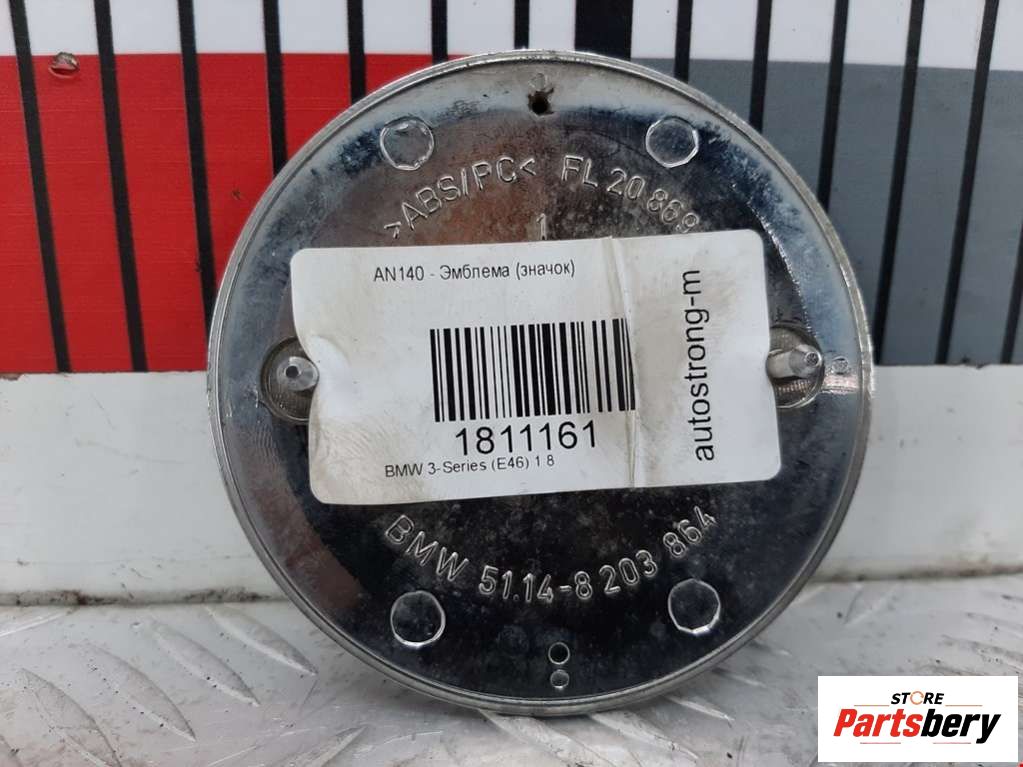 >ABS/PC< FL 20 869
1
AN140 - Эмблема (значок)
1811161
BMW 3-Series (E46) 1 8
autostrong-m
BMW 51.14-8 203 864
STORE
Partsbery